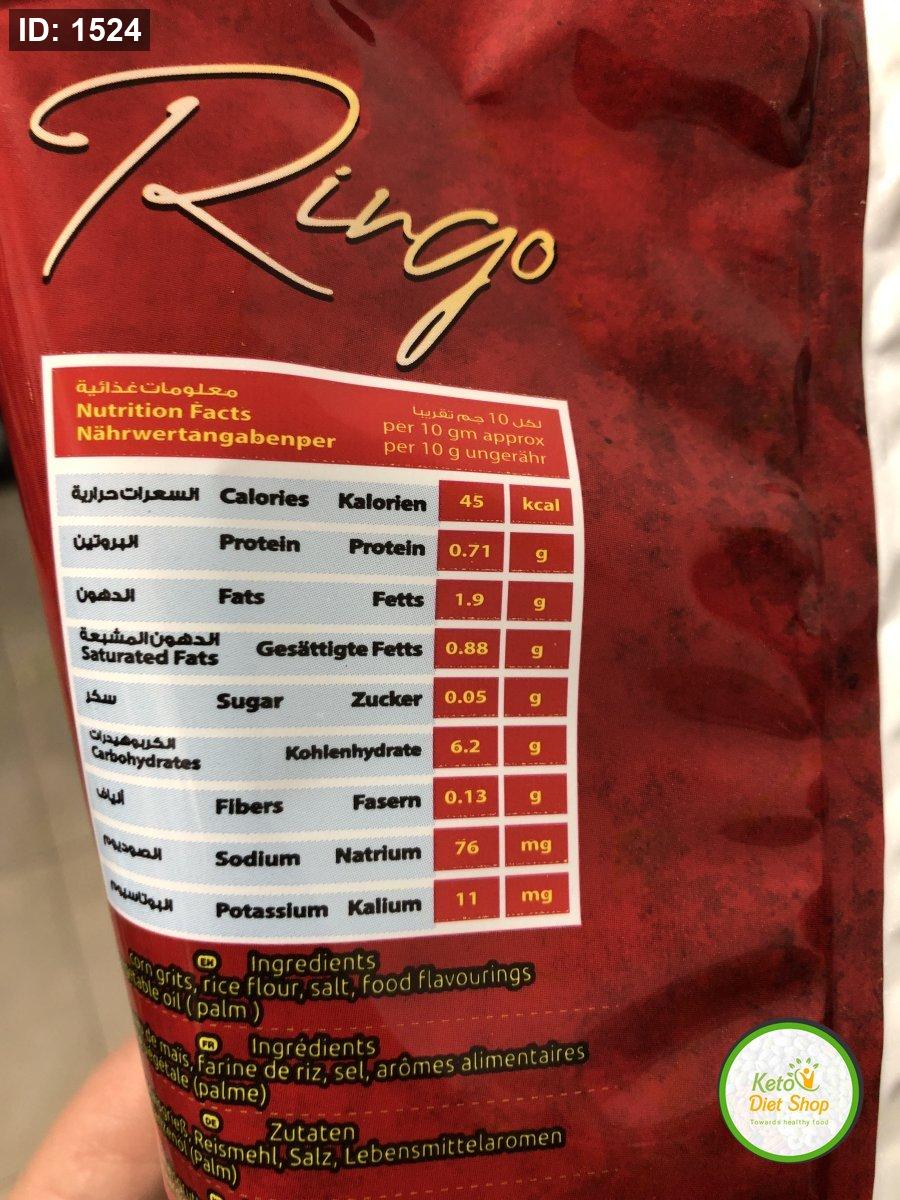 ID: 1524
Ringo
معلومات غذائية
Nutrition Facts
Nährwertangabenper
لكل 10 جم تقريبا
per 10 gm approx
per 10 g ungerähr
السعرات حرارية Calories Kalorien 45 kcal
البروتين Protein Protein 0.71 g
الدهون Fats Fetts 1.9 g
الدهون المشبعة
Saturated Fats Gesättigte Fetts 0.88 g
سكر Sugar Zucker 0.05 g
الكربوهيدرات
Carbohydrates Kohlenhydrate 6.2 g
ألياف Fibers Fasern 0.13 g
الصوديوم Sodium Natrium 76 mg
البوتاسيوم Potassium Kalium 11 mg
EN Ingredients
corn grits, rice flour, salt, food flavourings
oil (palm)
FR Ingrédients
de maïs, Farine de riz, sel, arômes alimentaires
(palme)
DE Zutaten
Reismehl, Salz, Lebensmittelaromen
(Palm)
Keto
Diet Shop
Towards healthy food